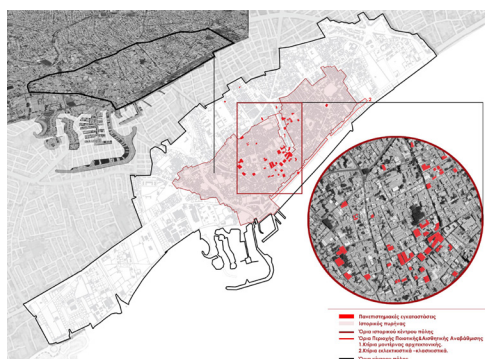 2
Πανεπιστημιακές εγκαταστάσεις
Ιστορικός πυρήνας
Όρια ιστορικού κέντρου πόλης
Όρια Περιοχής Ποιοτικής&Αισθητικής Αναβάθμισης
1.Κτίρια μοντέρνας αρχιτεκτονικής.
2.Κτίρια εκλεκτικιστικά -κλασικιστικά.